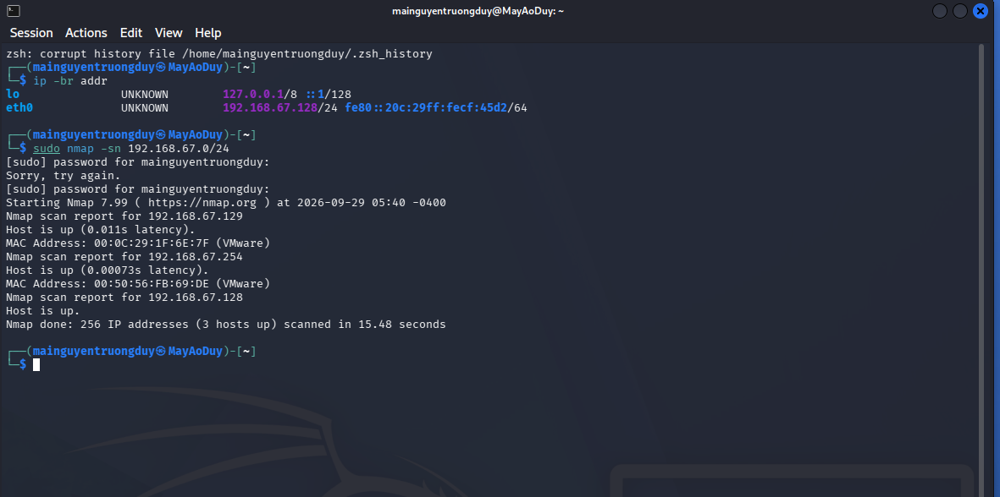 mainguyentruongduy@MayAoDuy: ~
Session Actions Edit View Help
zsh: corrupt history file /home/mainguyentruongduy/.zsh_history
┌──(mainguyentruongduy㉿MayAoDuy)-[~]
└─$ ip -br addr
lo               UNKNOWN        127.0.0.1/8 ::1/128
eth0             UNKNOWN        192.168.67.128/24 fe80::20c:29ff:fecf:45d2/64
┌──(mainguyentruongduy㉿MayAoDuy)-[~]
└─$ sudo nmap -sn 192.168.67.0/24
[sudo] password for mainguyentruongduy:
Sorry, try again.
[sudo] password for mainguyentruongduy:
Starting Nmap 7.99 ( https://nmap.org ) at 2026-09-29 05:40 -0400
Nmap scan report for 192.168.67.129
Host is up (0.011s latency).
MAC Address: 00:0C:29:1F:6E:7F (VMware)
Nmap scan report for 192.168.67.254
Host is up (0.00073s latency).
MAC Address: 00:50:56:FB:69:DE (VMware)
Nmap scan report for 192.168.67.128
Host is up.
Nmap done: 256 IP addresses (3 hosts up) scanned in 15.48 seconds
┌──(mainguyentruongduy㉿MayAoDuy)-[~]
└─$